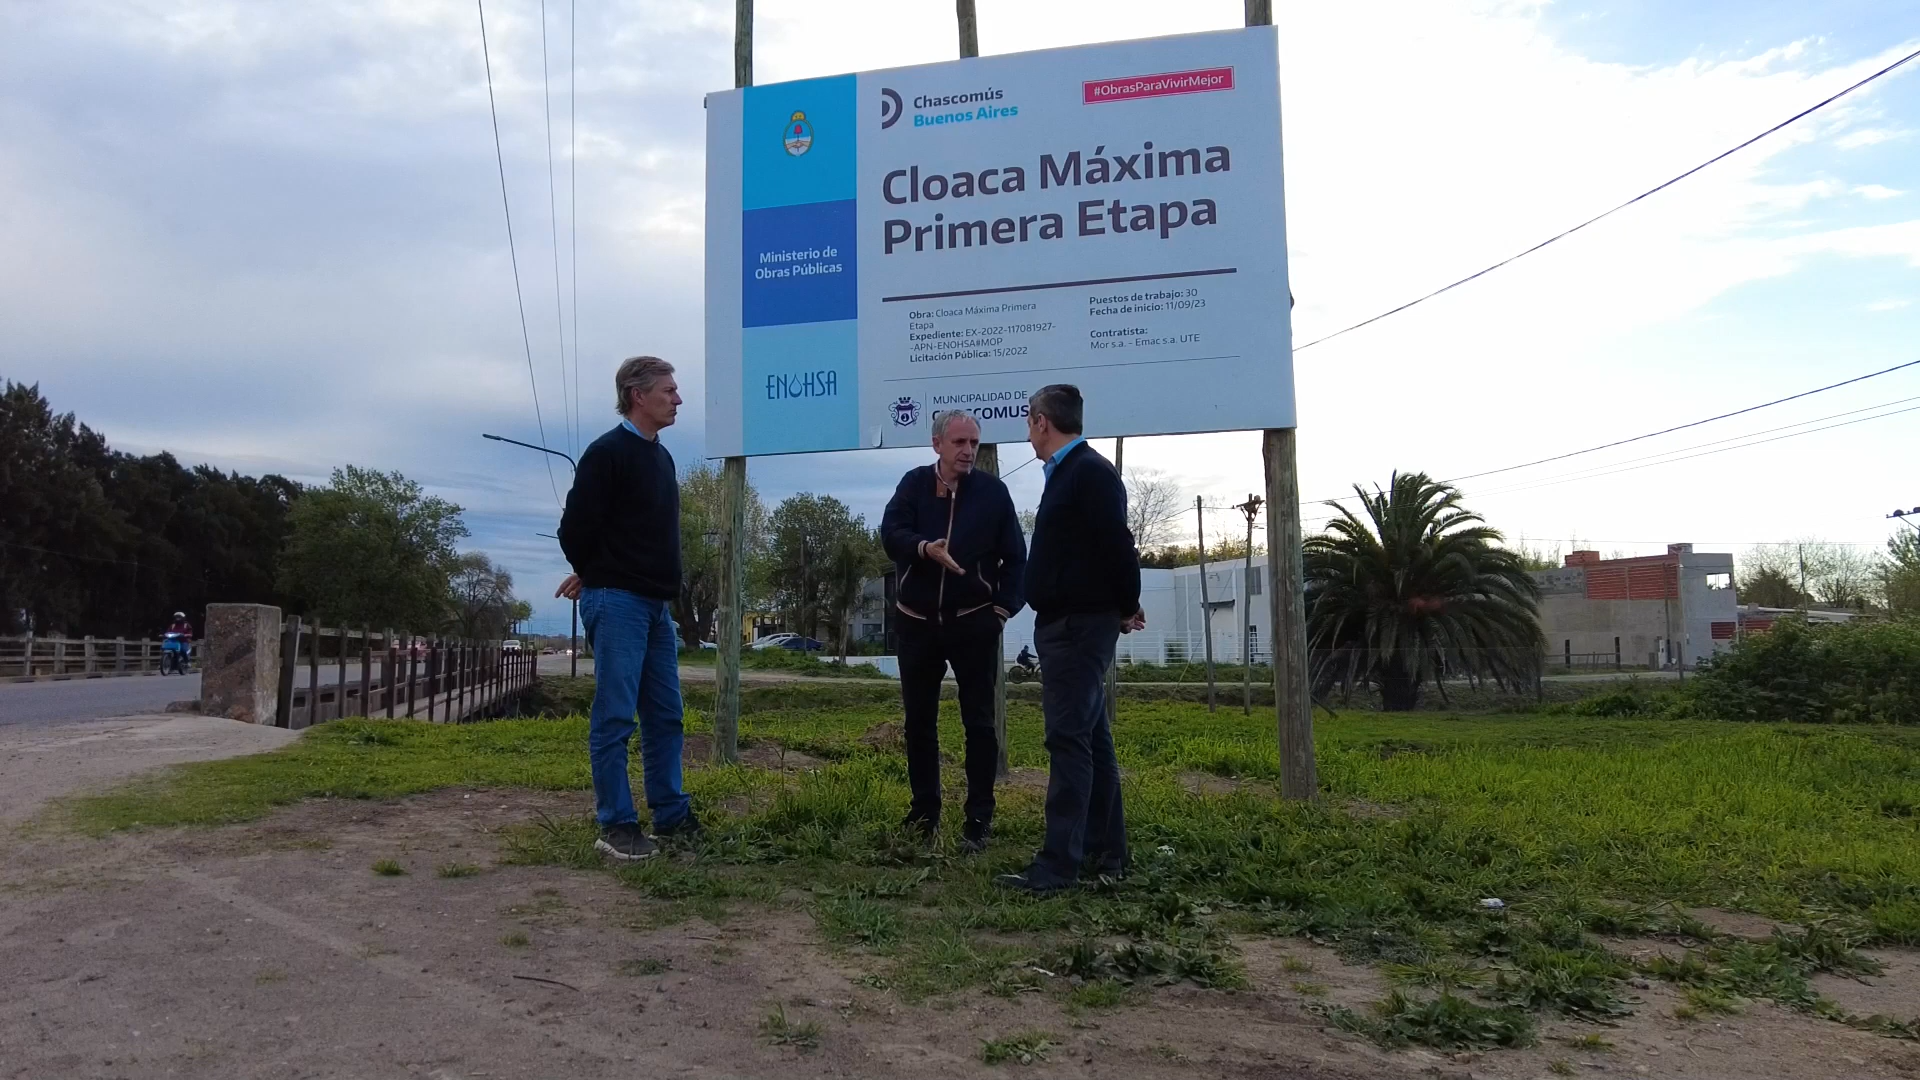 Ministerio de
Obras Públicas
ENOHSA
Chascomús
Buenos Aires
#ObrasParaVivirMejor
Cloaca Máxima
Primera Etapa
Obra: Cloaca Máxima Primera
Etapa
Expediente: EX-2022-117081927-
-APN-ENOHSA#MOP
Licitación Pública: 15/2022
Puestos de trabajo: 30
Fecha de inicio: 11/09/23
Contratista:
Mor s.a. - Emac s.a. UTE
MUNICIPALIDAD DE
CHASCOMUS